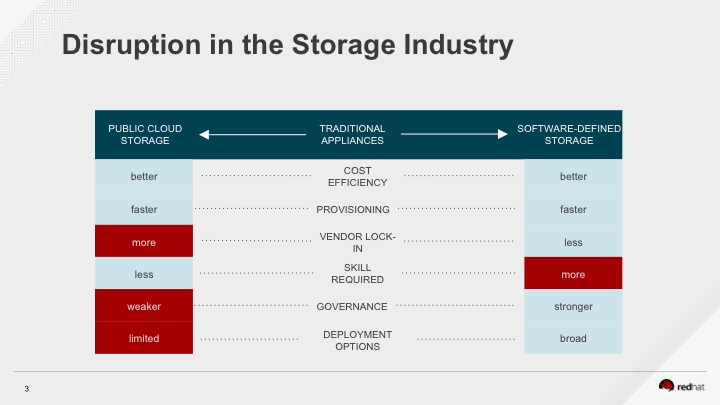 Disruption in the Storage Industry
PUBLIC CLOUD
STORAGE
TRADITIONAL
APPLIANCES
SOFTWARE-DEFINED
STORAGE
better
COST
EFFICIENCY
better
faster
PROVISIONING
faster
more
VENDOR LOCK-
IN
less
less
SKILL
REQUIRED
more
weaker
GOVERNANCE
stronger
limited
DEPLOYMENT
OPTIONS
broad
3
redhat.